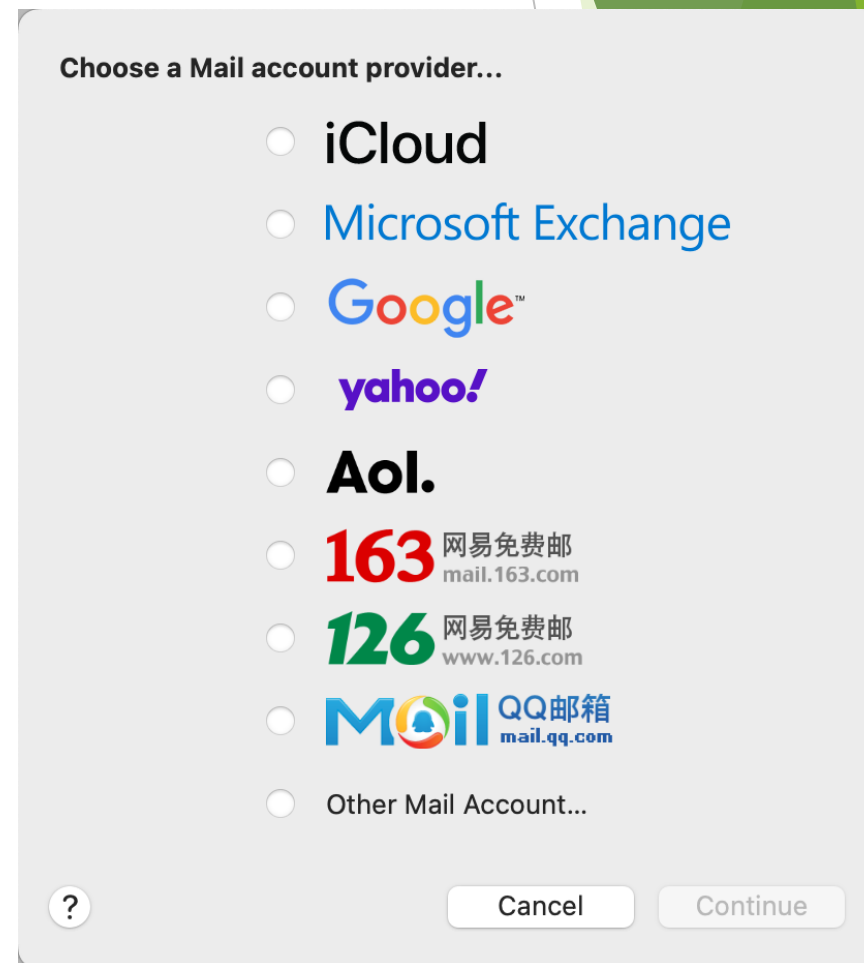 Choose a Mail account provider...
iCloud
Microsoft Exchange
Google™
yahoo!
Aol.
163 网易免费邮
mail.163.com
126 网易免费邮
www.126.com
Mail QQ邮箱
mail.qq.com
Other Mail Account...
?
Cancel
Continue